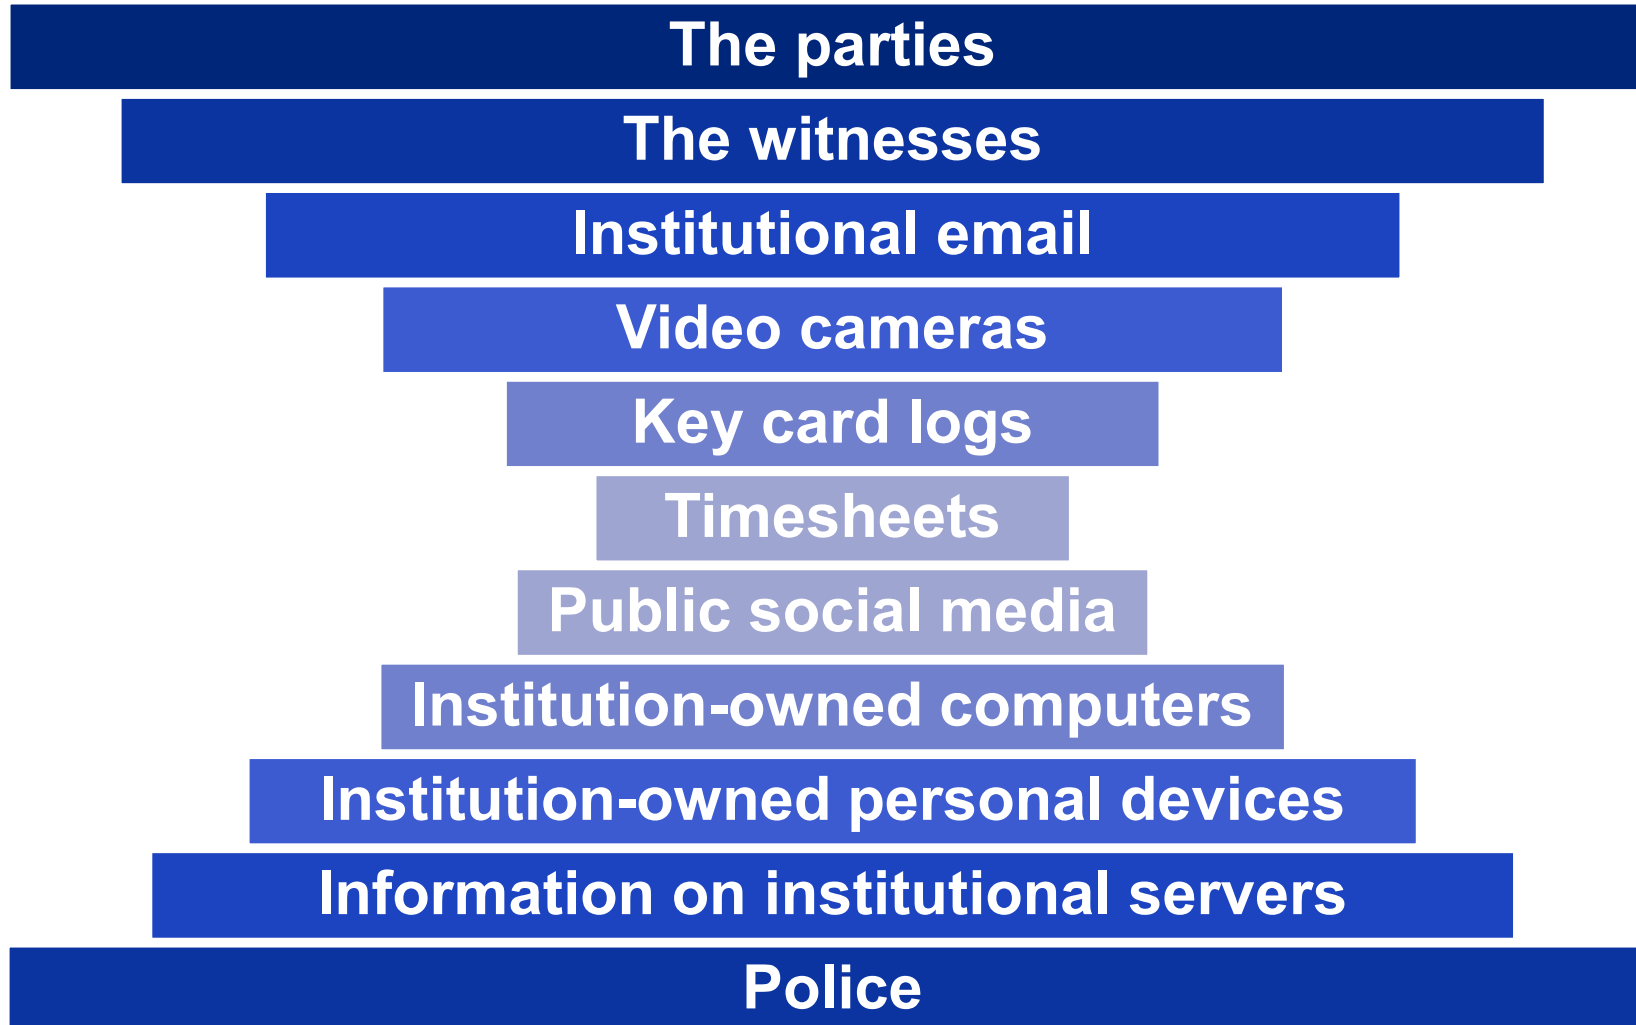 The parties
The witnesses
Institutional email
Video cameras
Key card logs
Timesheets
Public social media
Institution-owned computers
Institution-owned personal devices
Information on institutional servers
Police